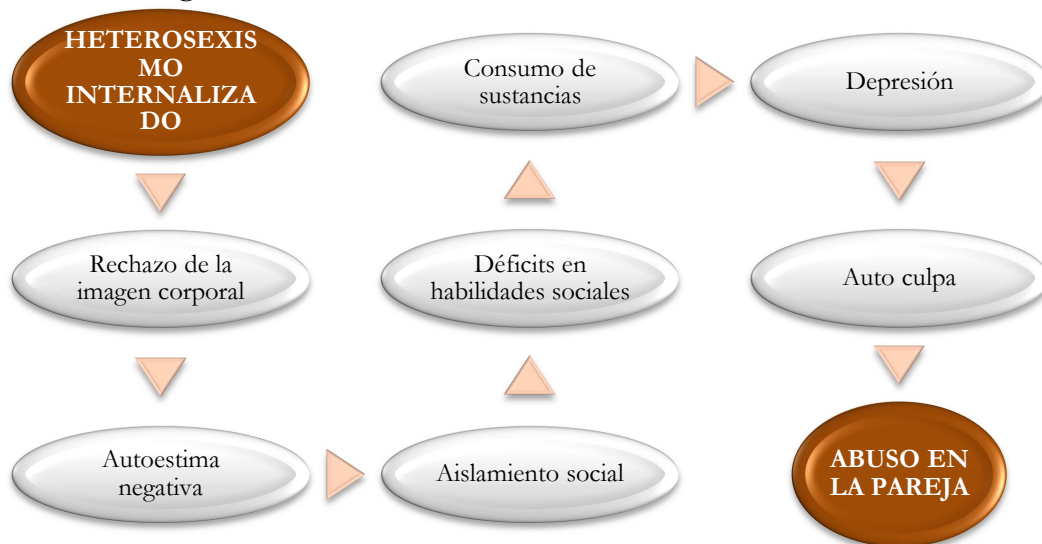 HETEROSEXIS
MO
INTERNALIZA
DO
Rechazo de la
imagen corporal
Autoestima
negativa
Aislamiento social
Déficits en
habilidades sociales
Consumo de
sustancias
Depresión
Auto culpa
ABUSO EN
LA PAREJA